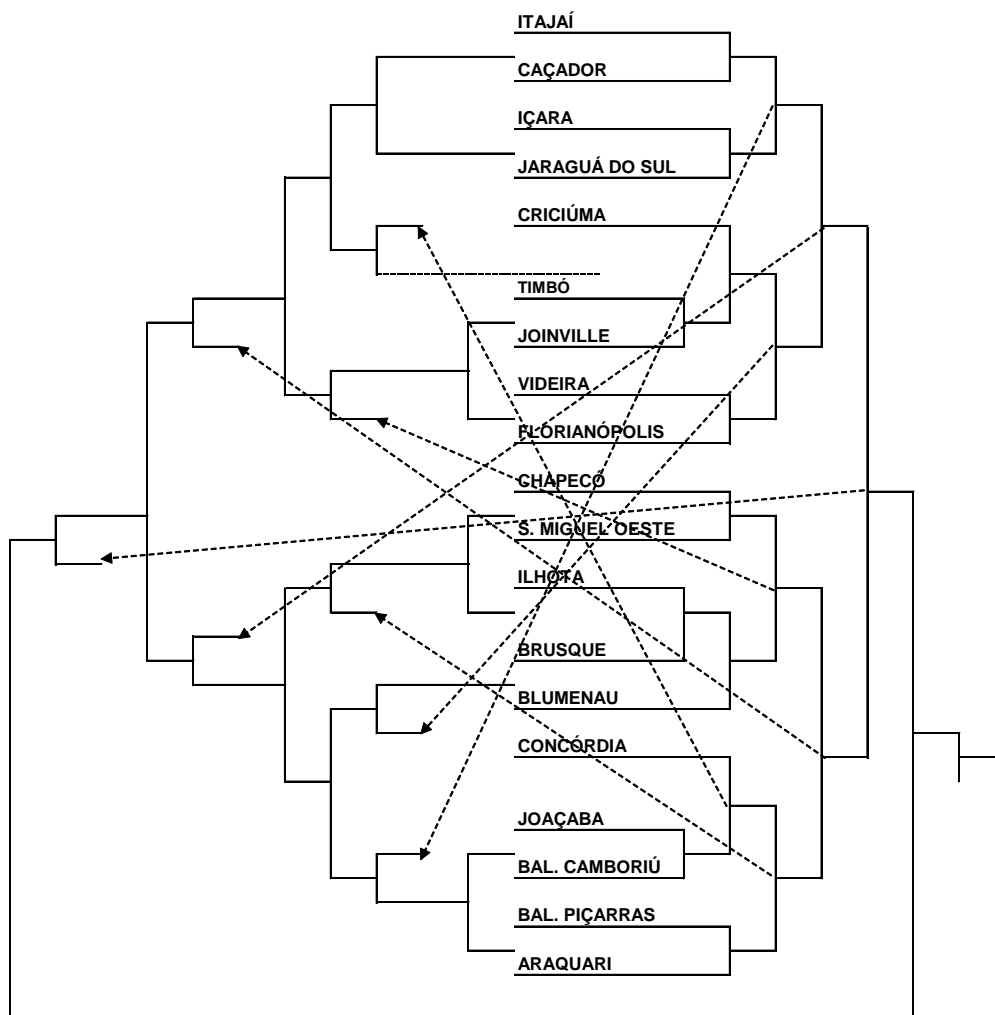 ITAJAÍ
CAÇADOR
IÇARA
JARAGUÁ DO SUL
CRICIÚMA
TIMBÓ
JOINVILLE
VIDEIRA
FLORIANÓPOLIS
CHAPECÓ
S. MIGUEL OESTE
ILHOTA
BRUSQUE
BLUMENAU
CONCÓRDIA
JOAÇABA
BAL. CAMBORIÚ
BAL. PIÇARRAS
ARAQUARI